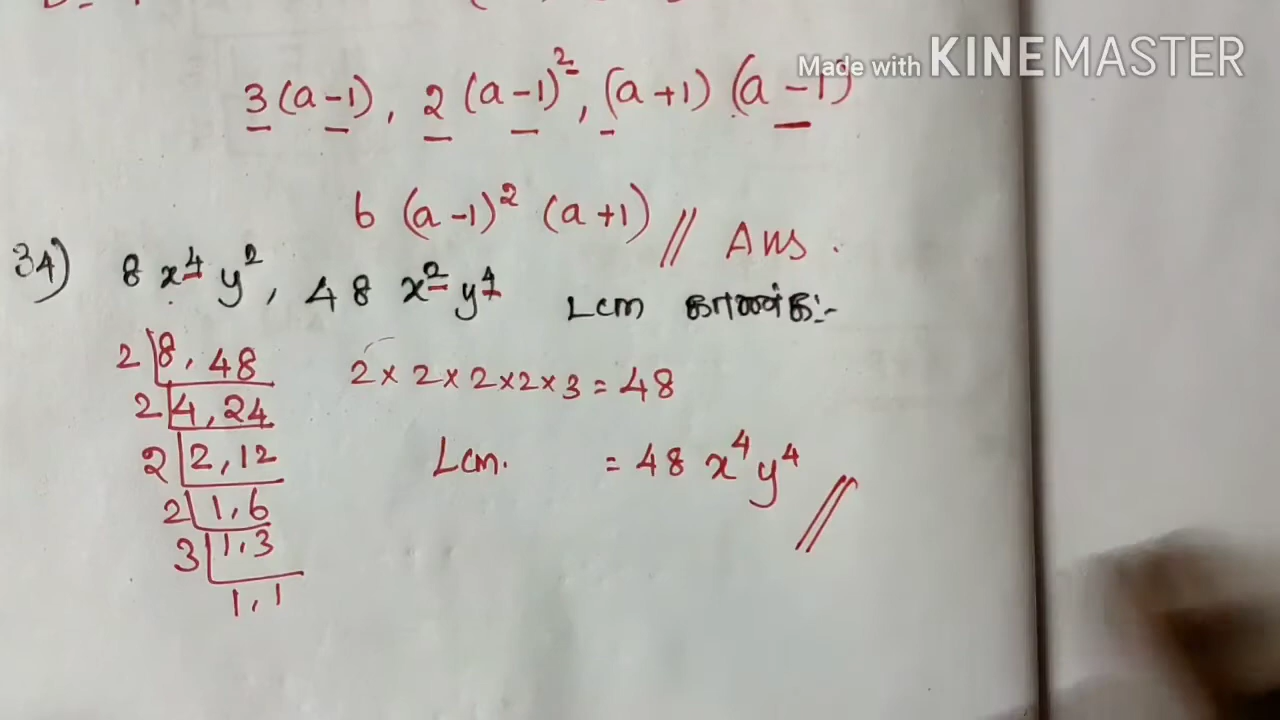 Made with KINEMASTER
3(a-1), 2(a-1)², (a+1)(a-1)
6 (a-1)² (a+1) // Ans.
34) 8x⁴y², 48x²y⁴ Lcm காண்க:-
2 | 8, 48
2 × 2 × 2 × 2 × 3 = 48
2 | 4, 24
2 | 2, 12
Lcm. = 48x⁴y⁴ //
2 | 1, 6
3 | 1, 3
1, 1